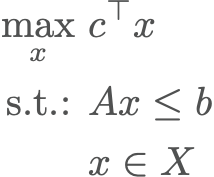 max c⊤x
x
s.t.: Ax ≤ b
x ∈ X